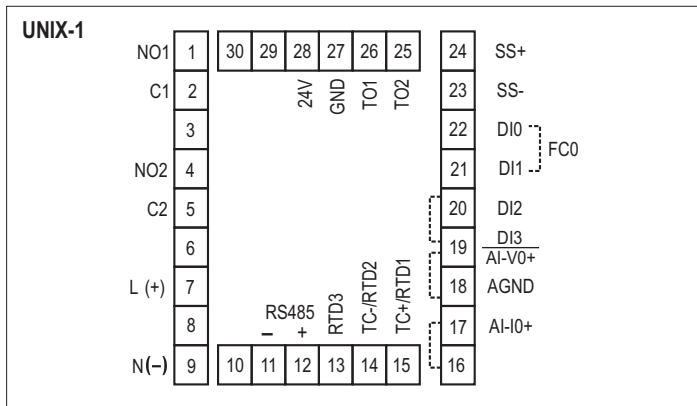 UNIX-1
NO1 1 30 29 28 27 26 25 24 SS+
24V GND TO1 TO2
C1 2 23 SS-
3 22 DI0
FC0
NO2 4 21 DI1
C2 5 20 DI2
6 19 DI3
AI-V0+
L (+) 7 18 AGND
RS485 RTD3 TC-/RTD2 TC+/RTD1
8 17 AI-I0+
– +
N(–) 9 10 11 12 13 14 15 16